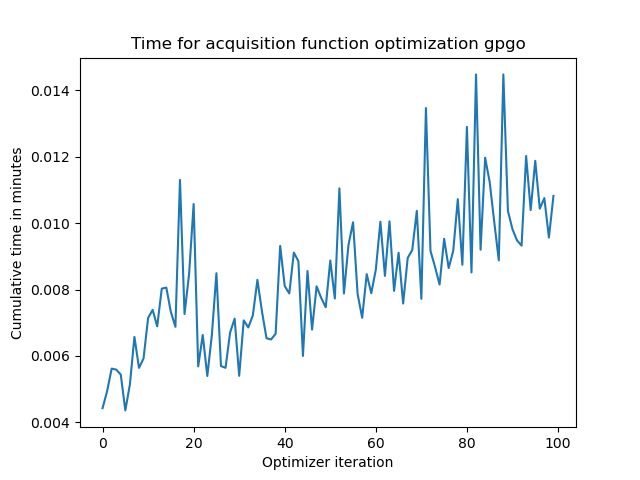 Time for acquisition function optimization gpgo
0.014
0.012
0.010
0.008
0.006
0.004
Cumulative time in minutes
0 20 40 60 80 100
Optimizer iteration